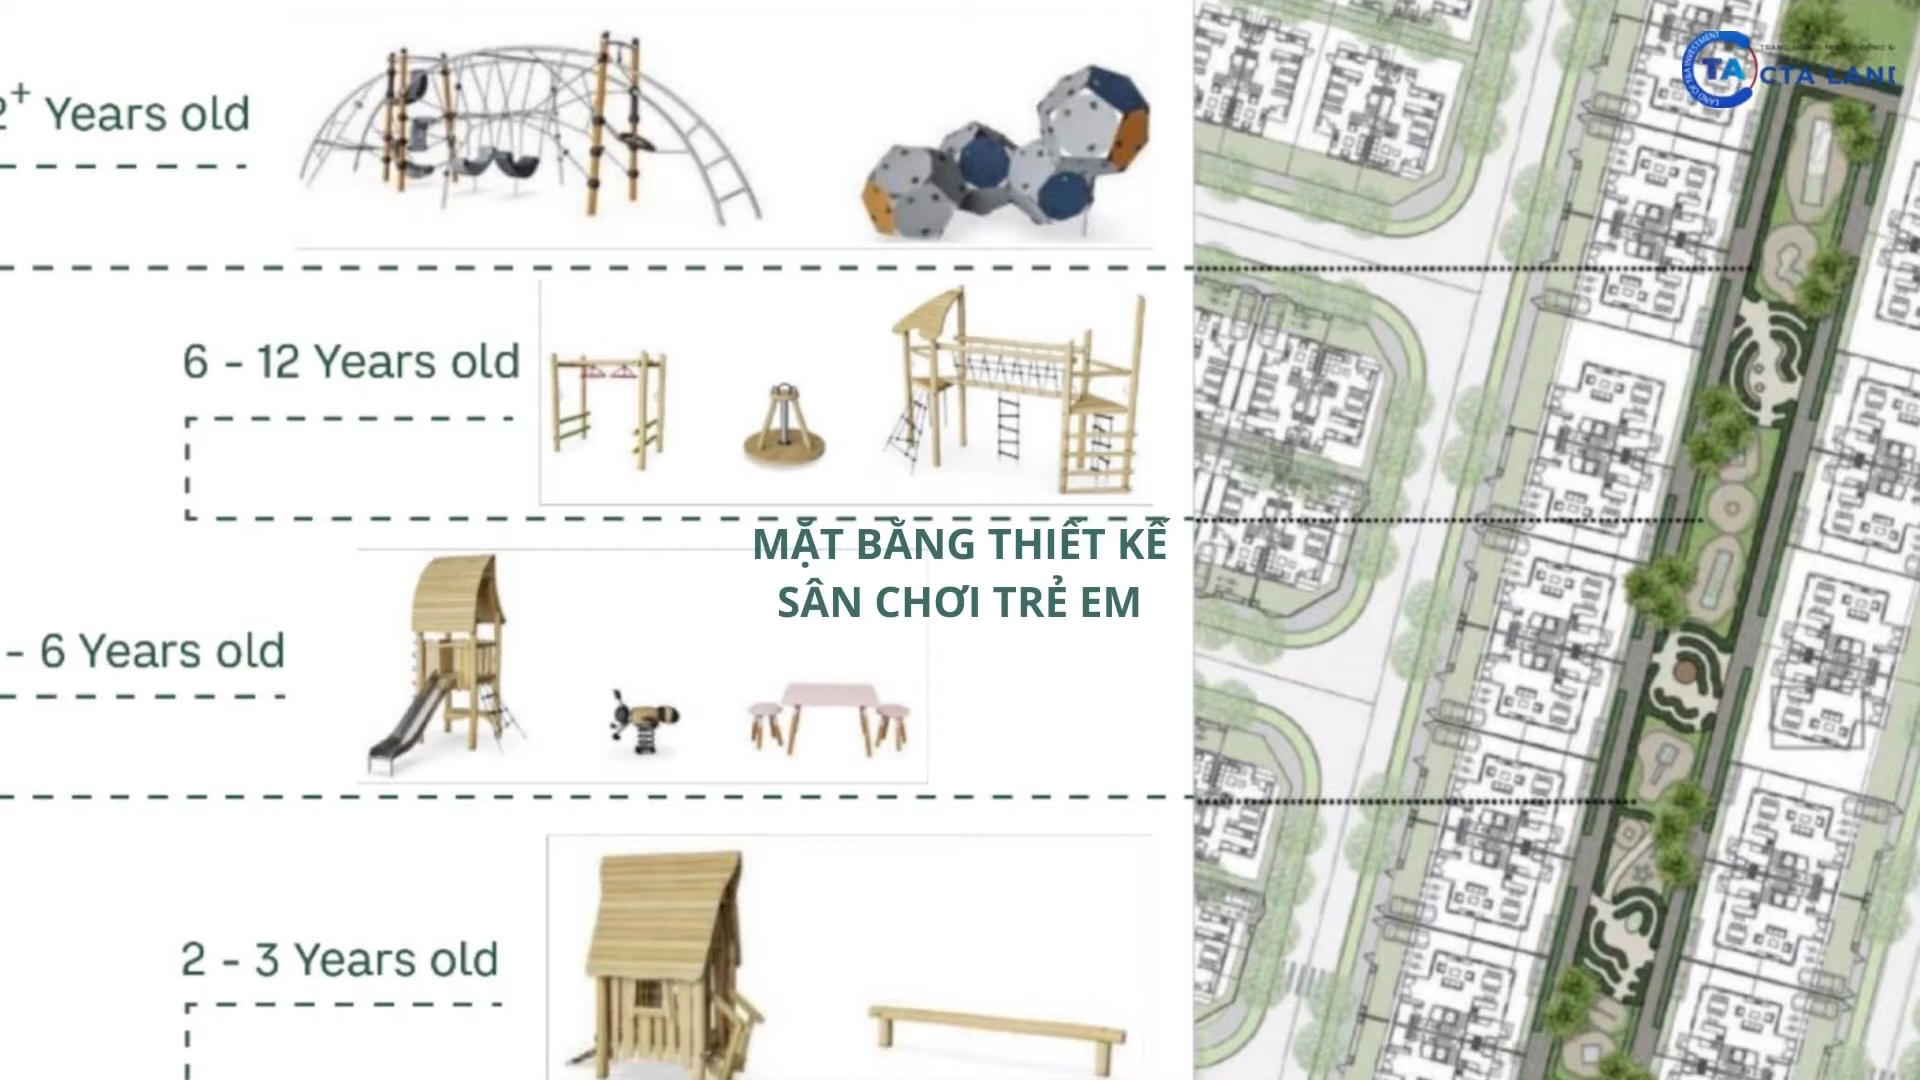 2+ Years old
6 - 12 Years old
MẶT BẰNG THIẾT KẾ
SÂN CHƠI TRẺ EM
- 6 Years old
2 - 3 Years old
TA CTA LAND